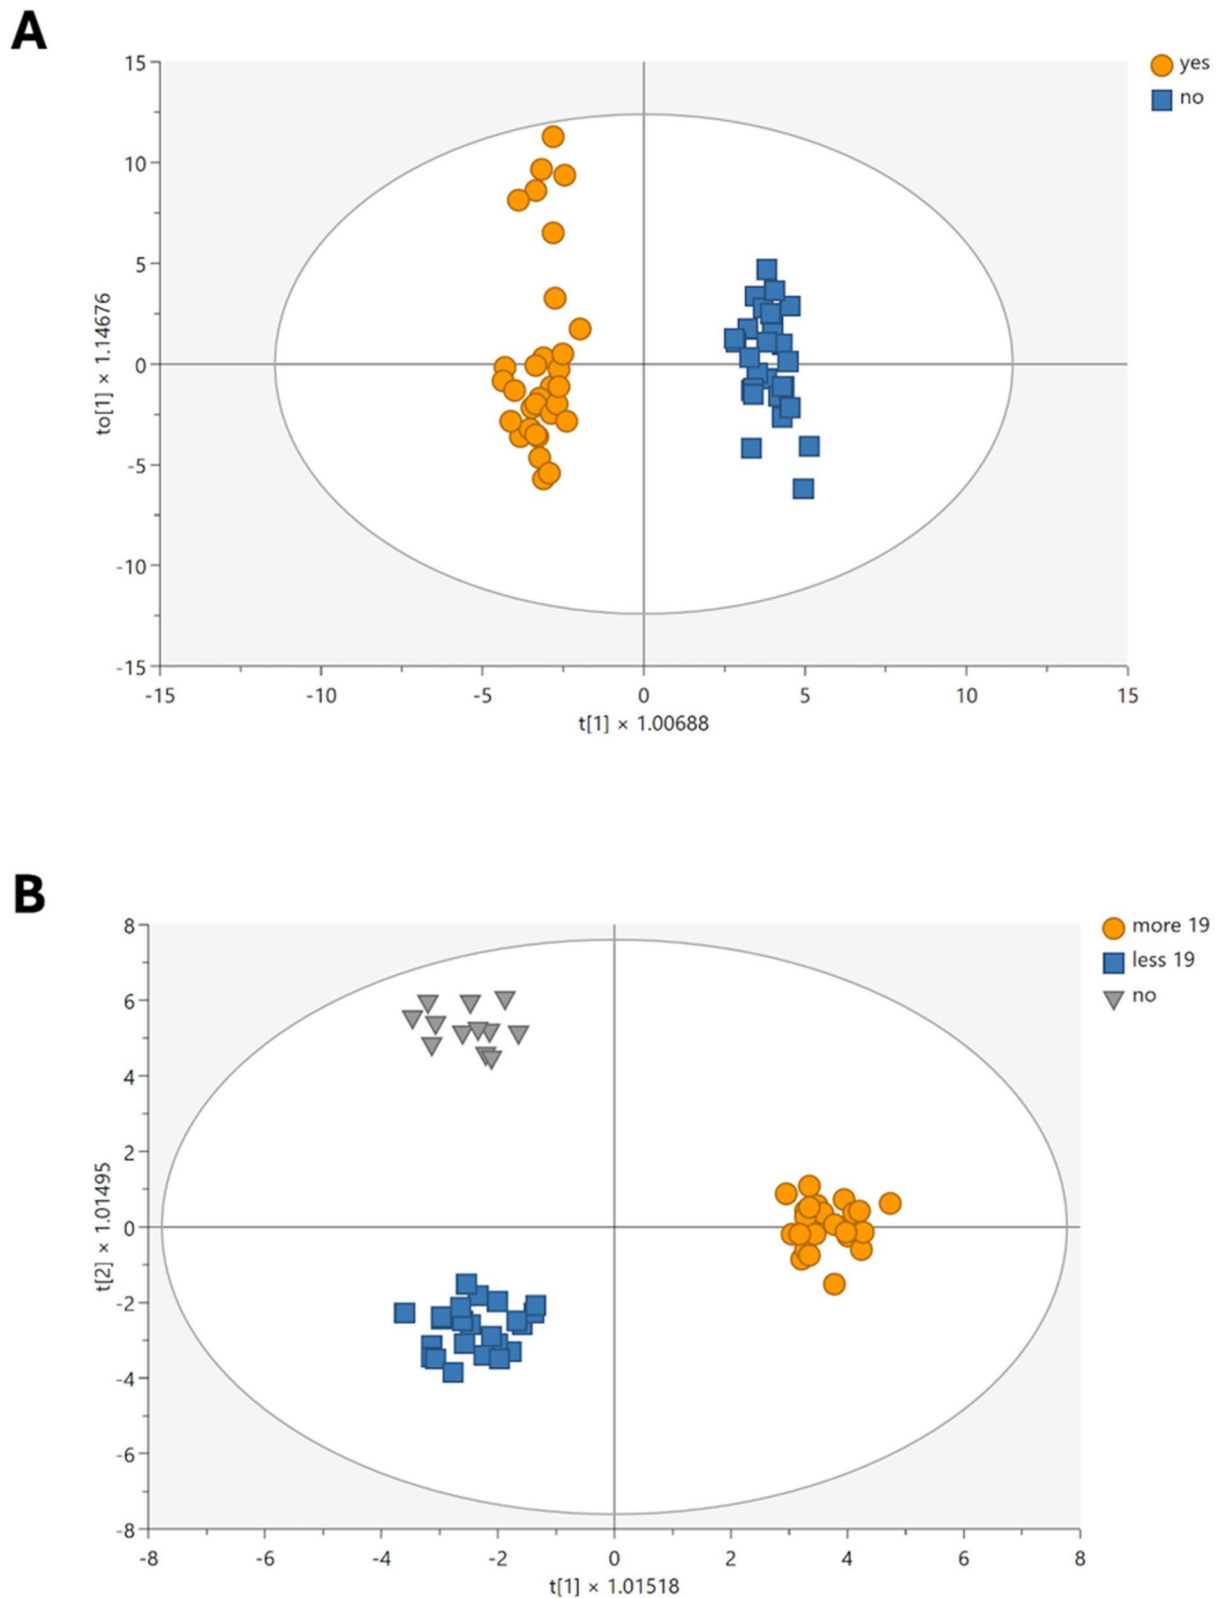 A
yes
no
15
10
5
0
-5
-10
-15
to[1] × 1.14676
-15 -10 -5 0 5 10 15
t[1] × 1.00688
B
more 19
less 19
no
8
6
4
2
0
-2
-4
-6
-8
t[2] × 1.01495
-8 -6 -4 -2 0 2 4 6 8
t[1] × 1.01518